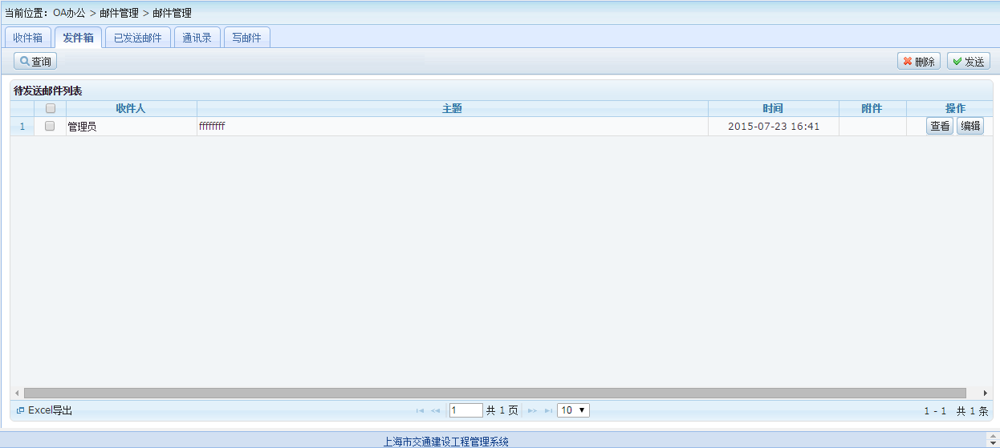 当前位置：OA办公 > 邮件管理 > 邮件管理
收件箱 发件箱 已发送邮件 通讯录 写邮件
查询 删除 发送
待发送邮件列表
收件人 主题 时间 附件 操作
1 管理员 ffffffff 2015-07-23 16:41 查看 编辑
Excel导出 1 共 1 页 10 1 - 1 共 1 条
上海市交通建设工程管理系统